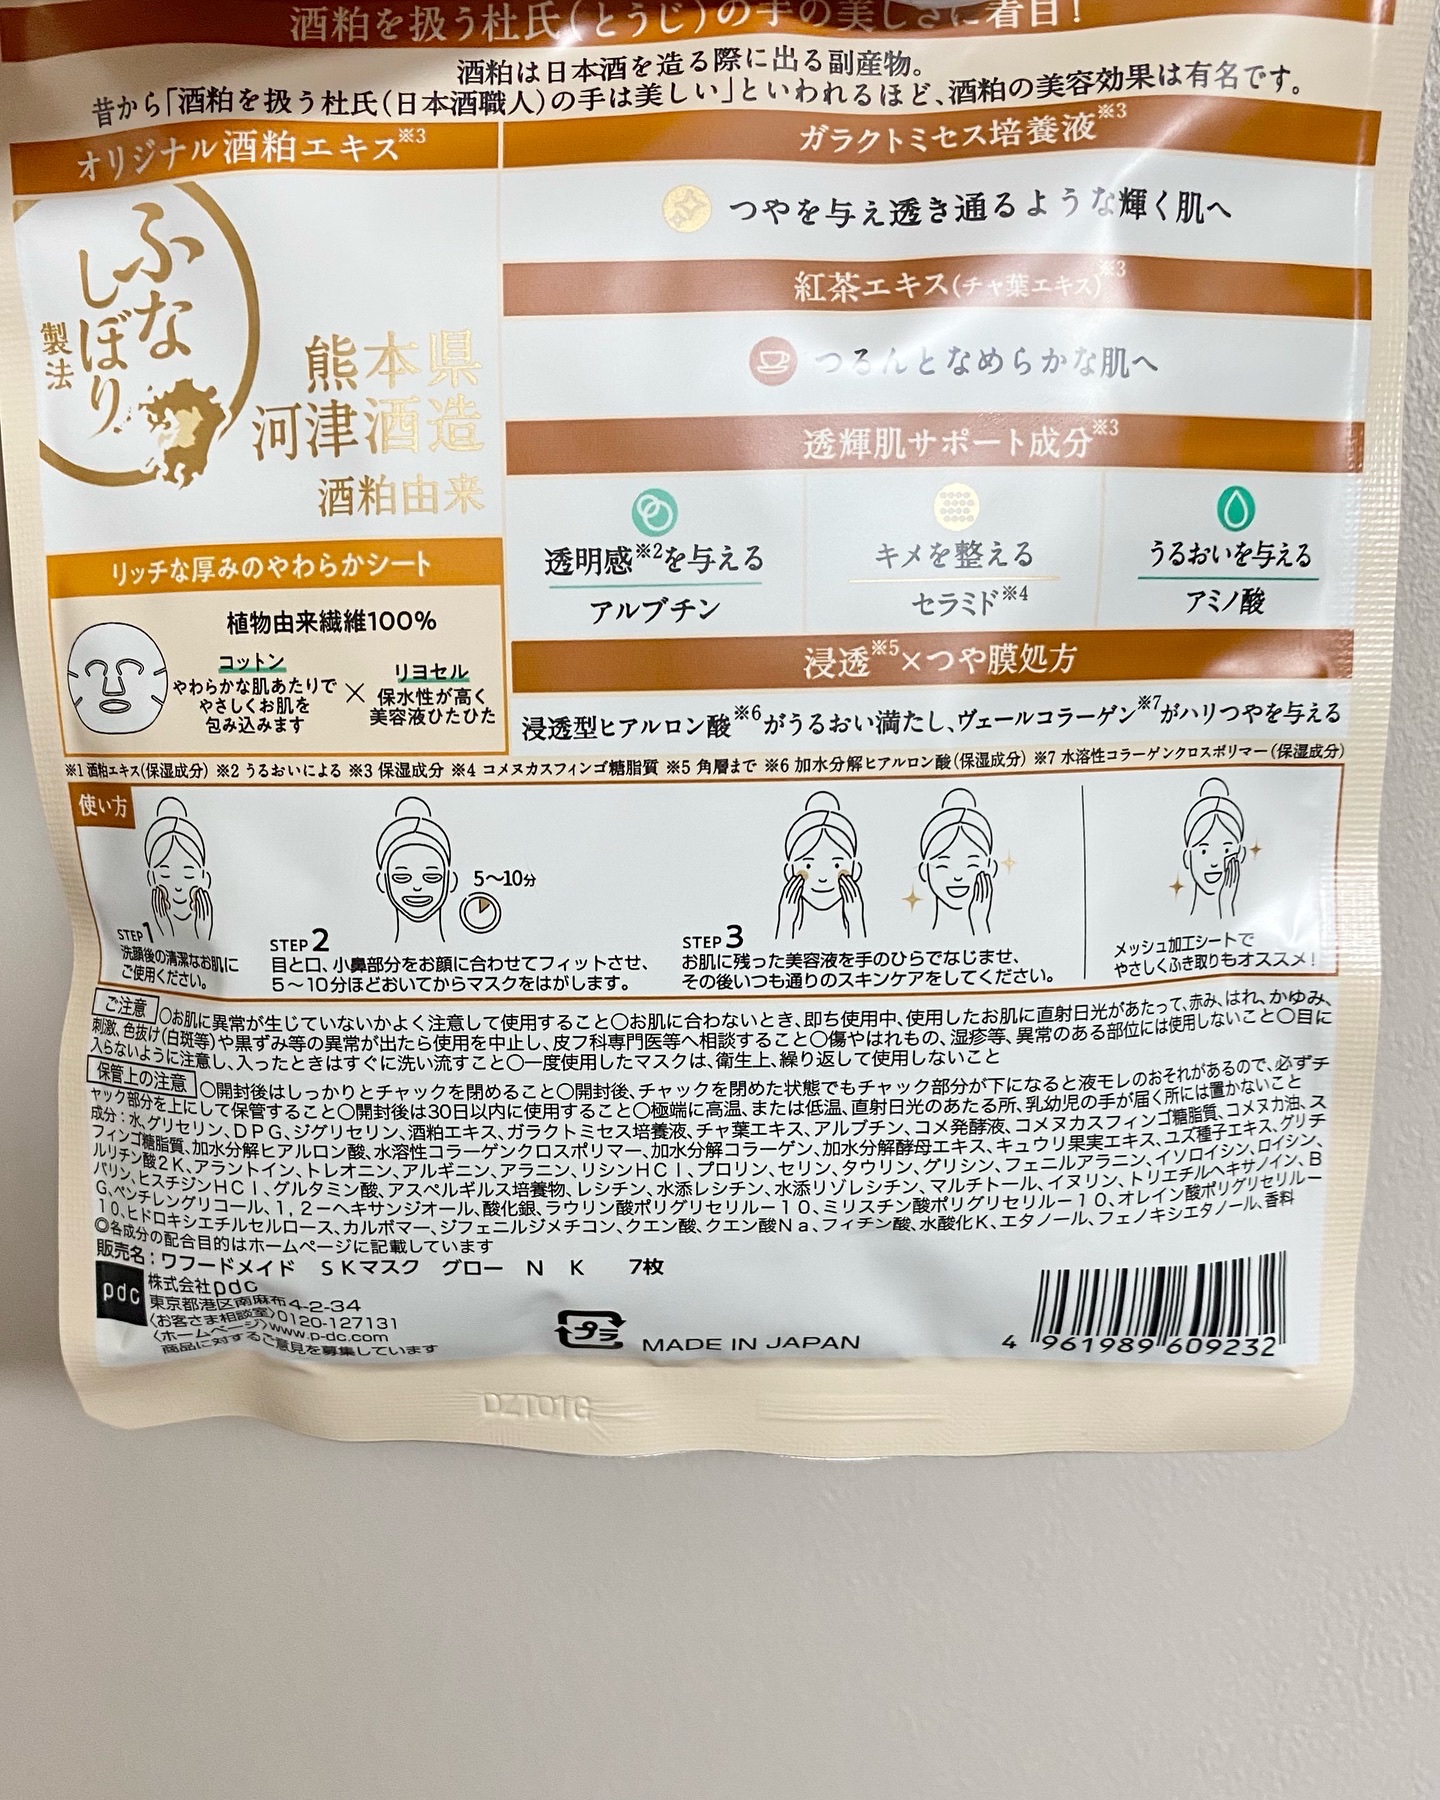 酒粕を扱う杜氏(とうじ)の手の美しさに着目!
酒粕は日本酒を造る際に出る副産物。
昔から「酒粕を扱う杜氏(日本酒職人)の手は美しい」といわれるほど、酒粕の美容効果は有名です。
オリジナル酒粕エキス※3
ふな
しぼり
製法
熊本県
河津酒造
酒粕由来
リッチな厚みのやわらかシート
植物由来繊維100%
コットン
やわらかな肌あたりで
やさしくお肌を
包み込みます
×
リヨセル
保水性が高く
美容液ひたひた
ガラクトミセス培養液※3
つやを与え透き通るような輝く肌へ
紅茶エキス(チャ葉エキス)※3
つるんとなめらかな肌へ
透輝肌サポート成分※3
透明感※2を与える
アルブチン
キメを整える
セラミド※4
うるおいを与える
アミノ酸
浸透※5×つや膜処方
浸透型ヒアルロン酸※6がうるおい満たし、ヴェールコラーゲン※7がハリつやを与える
※1 酒粕エキス(保湿成分) ※2 うるおいによる ※3 保湿成分 ※4 コメヌカスフィンゴ糖脂質 ※5 角層まで ※6 加水分解ヒアルロン酸(保湿成分) ※7 水溶性コラーゲンクロスポリマー(保湿成分)
使い方
STEP1
洗顔後の清潔なお肌に
ご使用ください。
5〜10分
STEP2
目と口、小鼻部分をお顔に合わせてフィットさせ、
5〜10分ほどおいてからマスクをはがします。
STEP3
お肌に残った美容液を手のひらでなじませ、
その後いつも通りのスキンケアをしてください。
メッシュ加工シートで
やさしくふき取りもオススメ!
ご注意 ○お肌に異常が生じていないかよく注意して使用すること○お肌に合わないとき、即ち使用中、使用したお肌に直射日光があたって、赤み、はれ、かゆみ、
刺激、色抜け(白斑等)や黒ずみ等の異常が出たら使用を中止し、皮フ科専門医等へ相談すること○傷やはれもの、湿疹等、異常のある部位には使用しないこと○目に
入らないように注意し、入ったときはすぐに洗い流すこと○一度使用したマスクは、衛生上、繰り返して使用しないこと
保管上の注意 ○開封後はしっかりとチャックを閉めること○開封後、チャックを閉めた状態でもチャック部分が下になると液モレのおそれがあるので、必ずチ
ャック部分を上にして保管すること○開封後は30日以内に使用すること○極端に高温、または低温、直射日光のあたる所、乳幼児の手が届く所には置かないこと
成分:水、グリセリン、DPG、ジグリセリン、酒粕エキス、ガラクトミセス培養液、チャ葉エキス、アルブチン、コメ発酵液、コメヌカスフィンゴ糖脂質、コメヌカ油、ス
フィンゴ糖脂質、加水分解ヒアルロン酸、水溶性コラーゲンクロスポリマー、加水分解コラーゲン、加水分解酵母エキス、キュウリ果実エキス、ユズ種子エキス、グリチ
ルリチン酸2K、アラントイン、トレオニン、アルギニン、アラニン、リシンHCl、プロリン、セリン、タウリン、グリシン、フェニルアラニン、イソロイシン、ロイシン、
バリン、ヒスチジンHCl、グルタミン酸、アスペルギルス培養物、レシチン、水添レシチン、水添リゾレシチン、マルチトール、イヌリン、トリエチルヘキサノイン、B
G、ペンチレングリコール、1,2-ヘキサンジオール、酸化銀、ラウリン酸ポリグリセリル-10、ミリスチン酸ポリグリセリル-10、オレイン酸ポリグリセリル-
10、ヒドロキシエチルセルロース、カルボマー、ジフェニルジメチコン、クエン酸、クエン酸Na、フィチン酸、水酸化K、エタノール、フェノキシエタノール、香料
◎各成分の配合目的はホームページに記載しています
販売名:ワフードメイド SKマスク グロー N K 7枚
pdc
株式会社pdc
東京都港区南麻布4-2-34
〈お客さま相談室〉0120-127131
〈ホームページ〉www.p-dc.com
商品に対するご意見を募集しています
プラ
MADE IN JAPAN
4 961989 609232
DZT01G